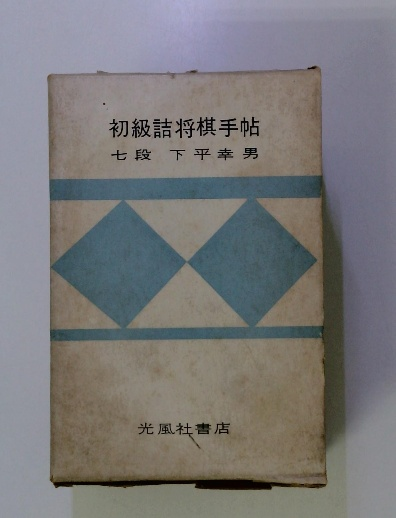 初級詰将棋手帖
七段 下平幸男
光風社書店